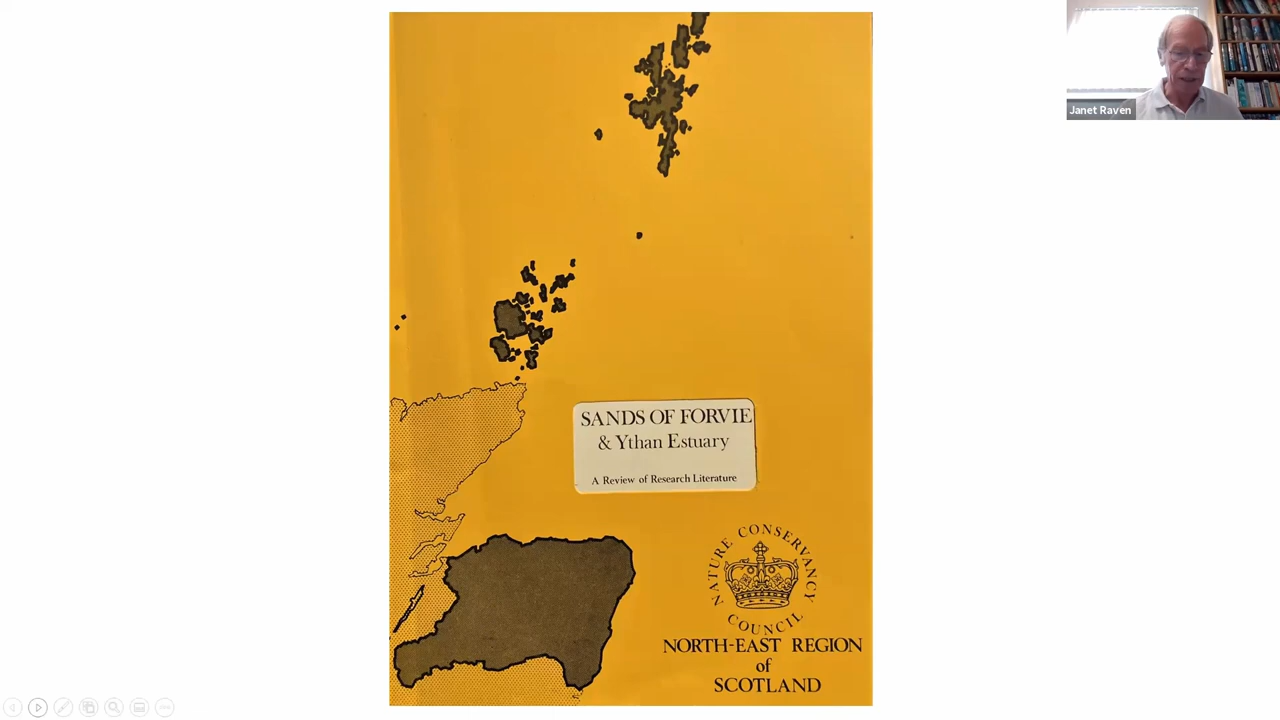 Janet Raven
SANDS OF FORVIE
& Ythan Estuary
A Review of Research Literature
NATURE CONSERVANCY
COUNCIL
NORTH-EAST REGION
of
SCOTLAND